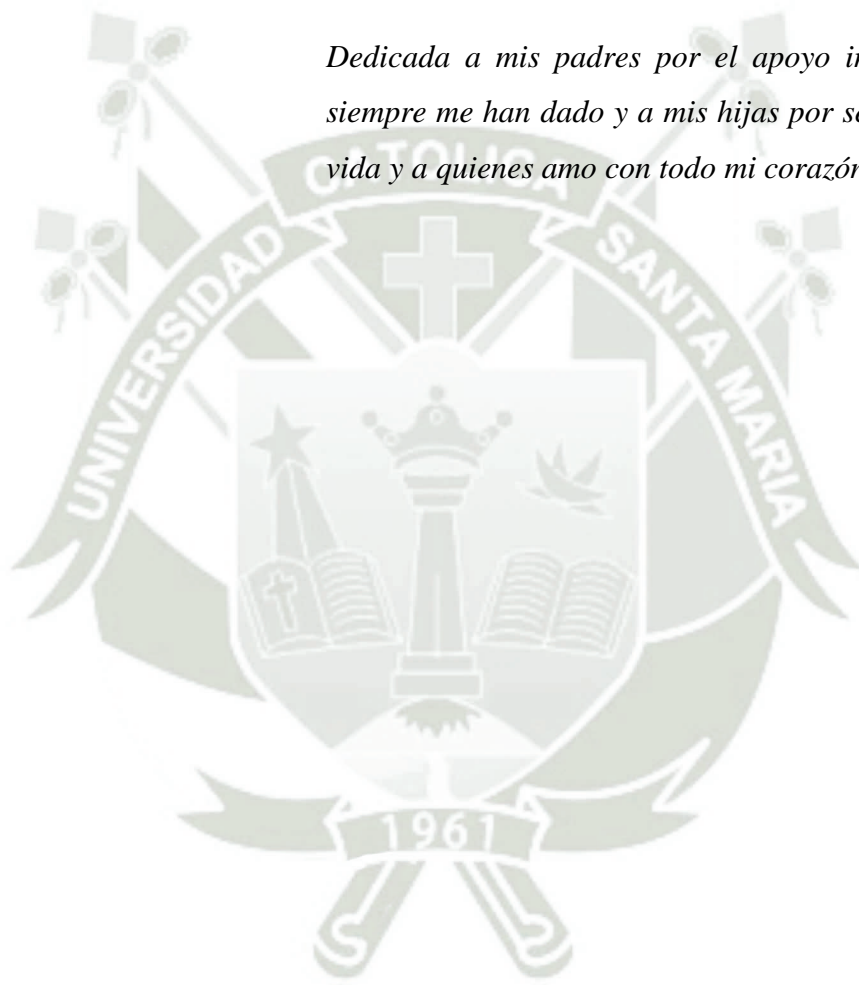 Dedicada a mis padres por el apoyo
siempre me han dado y a mis hijas por
vida y a quienes amo con todo mi corazón
CATOLICA
UNIVERSIDAD
SANTA MARIA
1961